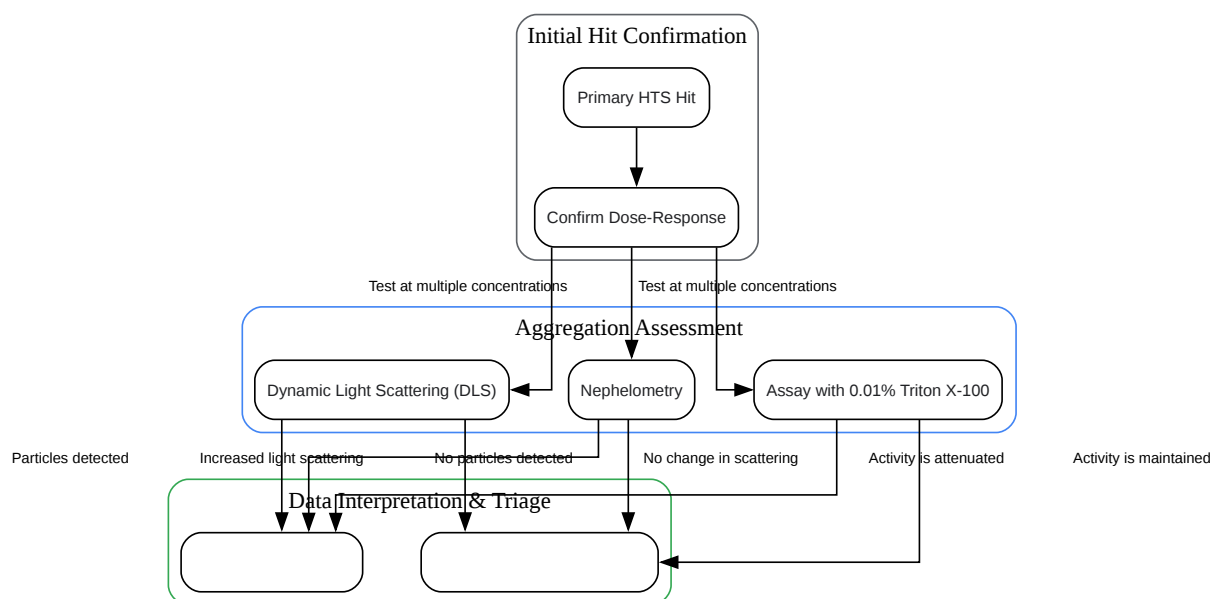 Initial Hit Confirmation
Primary HTS Hit
Confirm Dose-Response
Test at multiple concentrations
Test at multiple concentrations
Aggregation Assessment
Dynamic Light Scattering (DLS)
Nephelometry
Assay with 0.01% Triton X-100
Particles detected
Increased light scattering
No particles detected
No change in scattering
Activity is attenuated
Activity is maintained
Data Interpretation & Triage